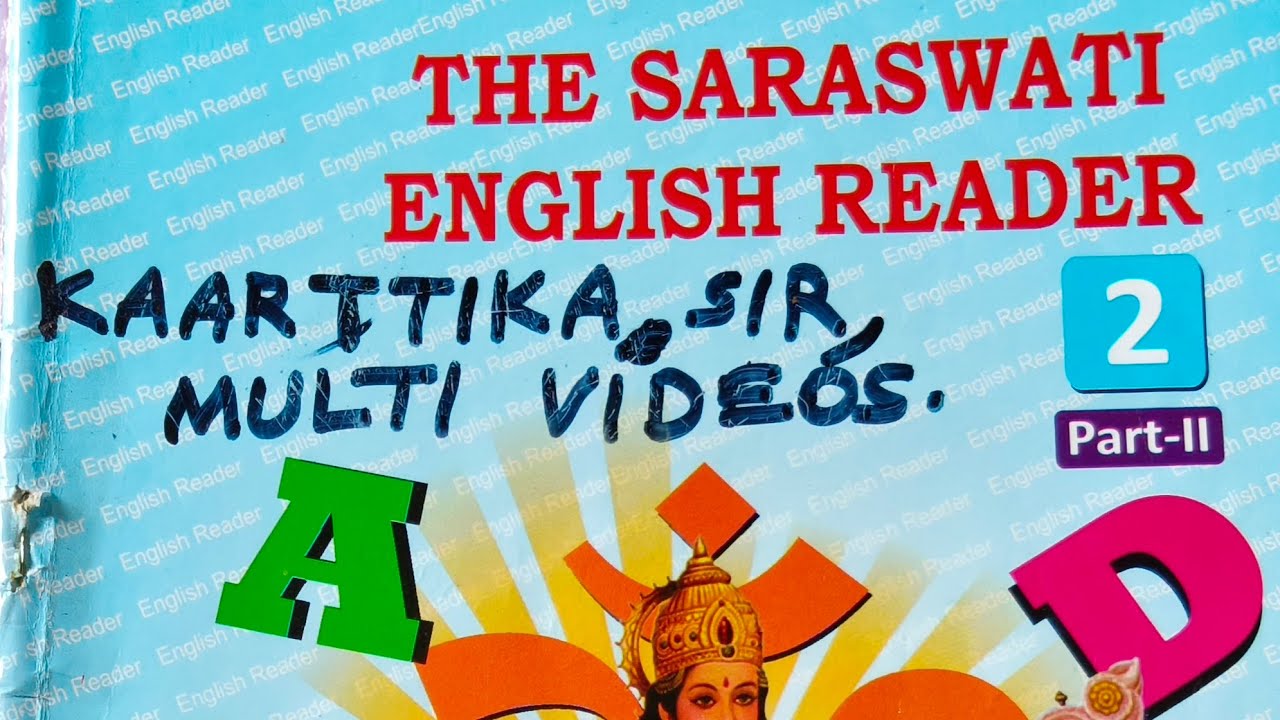 THE SARASWATI
ENGLISH READER
2
Part-II
KAARTTIKA. SIR,
MULTI VIDEOS.
A
D